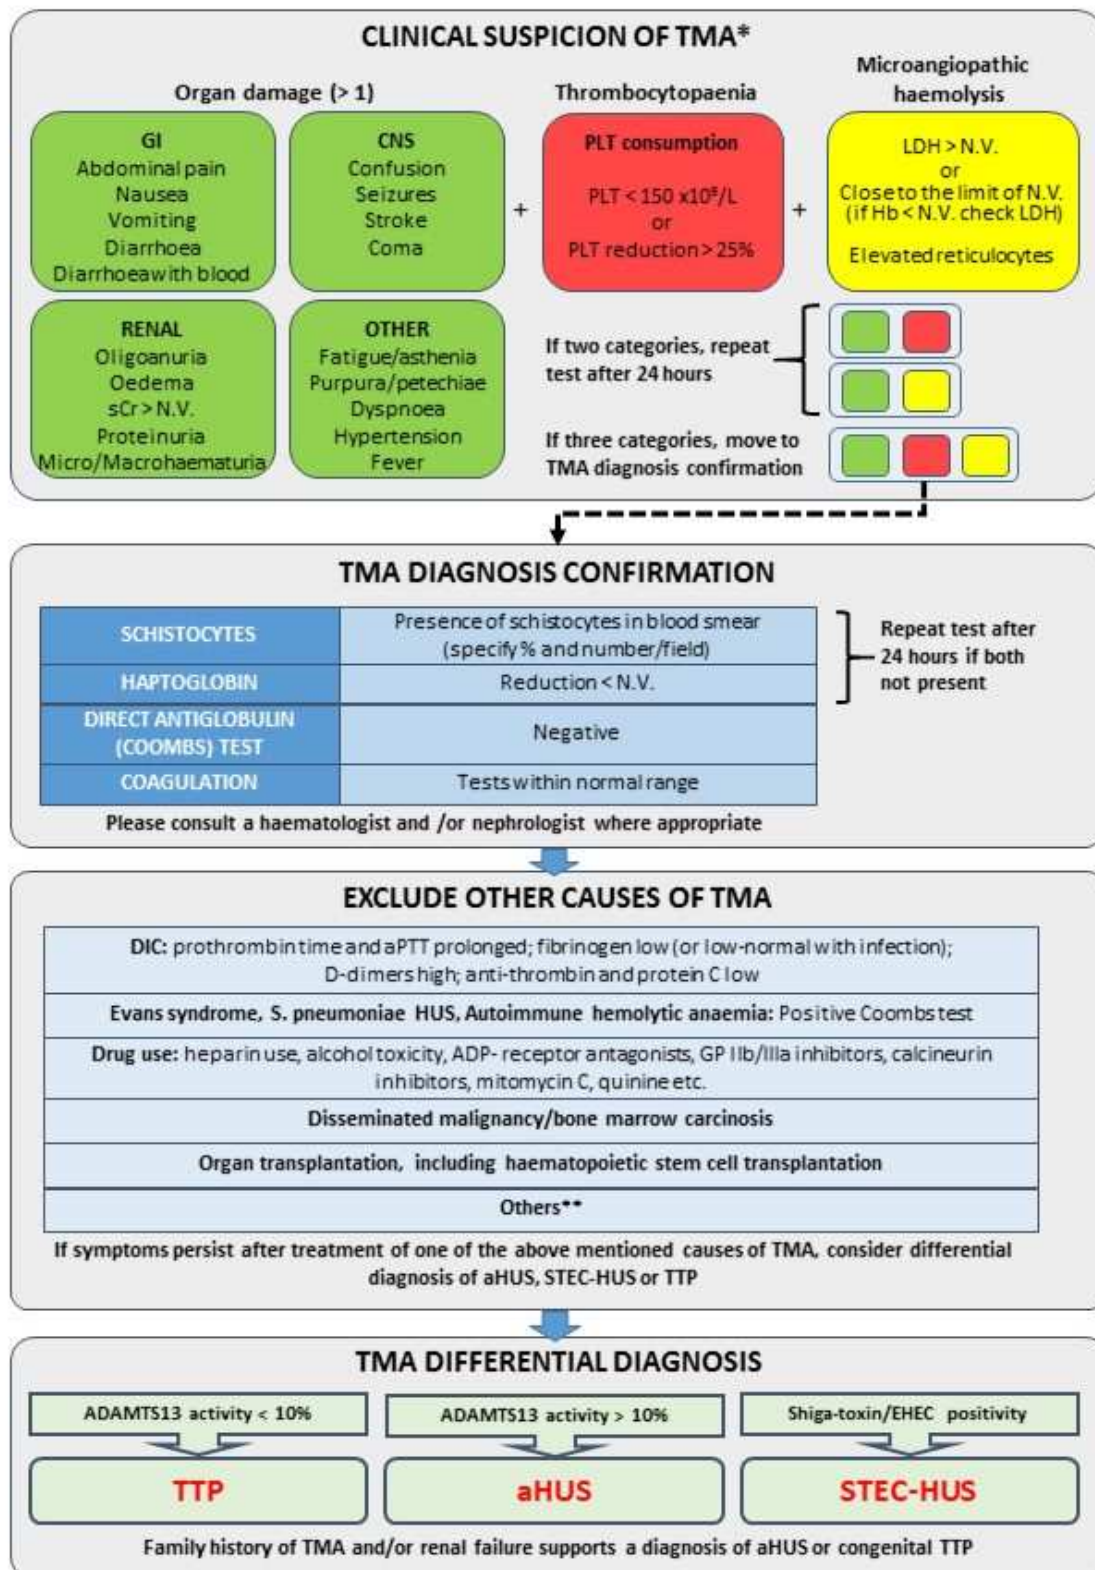 CLINICAL SUSPICION OF TMA*
Organ damage (> 1)
Thrombocytopaenia
Microangiopathic
haemolysis
GI
Abdominal pain
Nausea
Vomiting
Diarrhoea
Diarrhoea with blood
CNS
Confusion
Seizures
Stroke
Coma
+
PLT consumption
PLT < 150 x10⁹/L
or
PLT reduction > 25%
+
LDH > N.V.
or
Close to the limit of N.V.
(if Hb < N.V. check LDH)
Elevated reticulocytes
RENAL
Oligoanuria
Oedema
sCr > N.V.
Proteinuria
Micro/Macrohaematuria
OTHER
Fatigue/asthenia
Purpura/petechiae
Dyspnoea
Hypertension
Fever
If two categories, repeat
test after 24 hours
If three categories, move to
TMA diagnosis confirmation
TMA DIAGNOSIS CONFIRMATION
SCHISTOCYTES
Presence of schistocytes in blood smear
(specify % and number/field)
HAPTOGLOBIN
Reduction < N.V.
Repeat test after
24 hours if both
not present
DIRECT ANTIGLOBULIN
(COOMBS) TEST
Negative
COAGULATION
Tests within normal range
Please consult a haematologist and /or nephrologist where appropriate
EXCLUDE OTHER CAUSES OF TMA
DIC: prothrombin time and aPTT prolonged; fibrinogen low (or low-normal with infection);
D-dimers high; anti-thrombin and protein C low
Evans syndrome, S. pneumoniae HUS, Autoimmune hemolytic anaemia: Positive Coombs test
Drug use: heparin use, alcohol toxicity, ADP- receptor antagonists, GP IIb/IIIa inhibitors, calcineurin
inhibitors, mitomycin C, quinine etc.
Disseminated malignancy/bone marrow carcinosis
Organ transplantation, including haematopoietic stem cell transplantation
Others**
If symptoms persist after treatment of one of the above mentioned causes of TMA, consider differential
diagnosis of aHUS, STEC-HUS or TTP
TMA DIFFERENTIAL DIAGNOSIS
ADAMTS13 activity < 10%
ADAMTS13 activity > 10%
Shiga-toxin/EHEC positivity
TTP
aHUS
STEC-HUS
Family history of TMA and/or renal failure supports a diagnosis of aHUS or congenital TTP